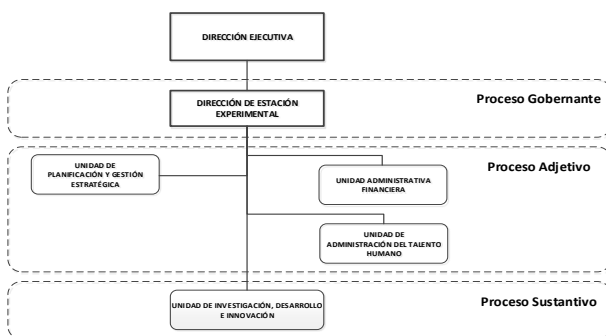 DIRECCIÓN EJECUTIVA
DIRECCIÓN DE ESTACIÓN
EXPERIMENTAL
Proceso Gobernante
UNIDAD DE
PLANIFICACIÓN Y GESTIÓN
ESTRATÉGICA
UNIDAD ADMINISTRATIVA
FINANCIERA
Proceso Adjetivo
UNIDAD DE
ADMINISTRACIÓN DEL TALENTO
HUMANO
UNIDAD DE INVESTIGACIÓN, DESARROLLO
E INNOVACIÓN
Proceso Sustantivo